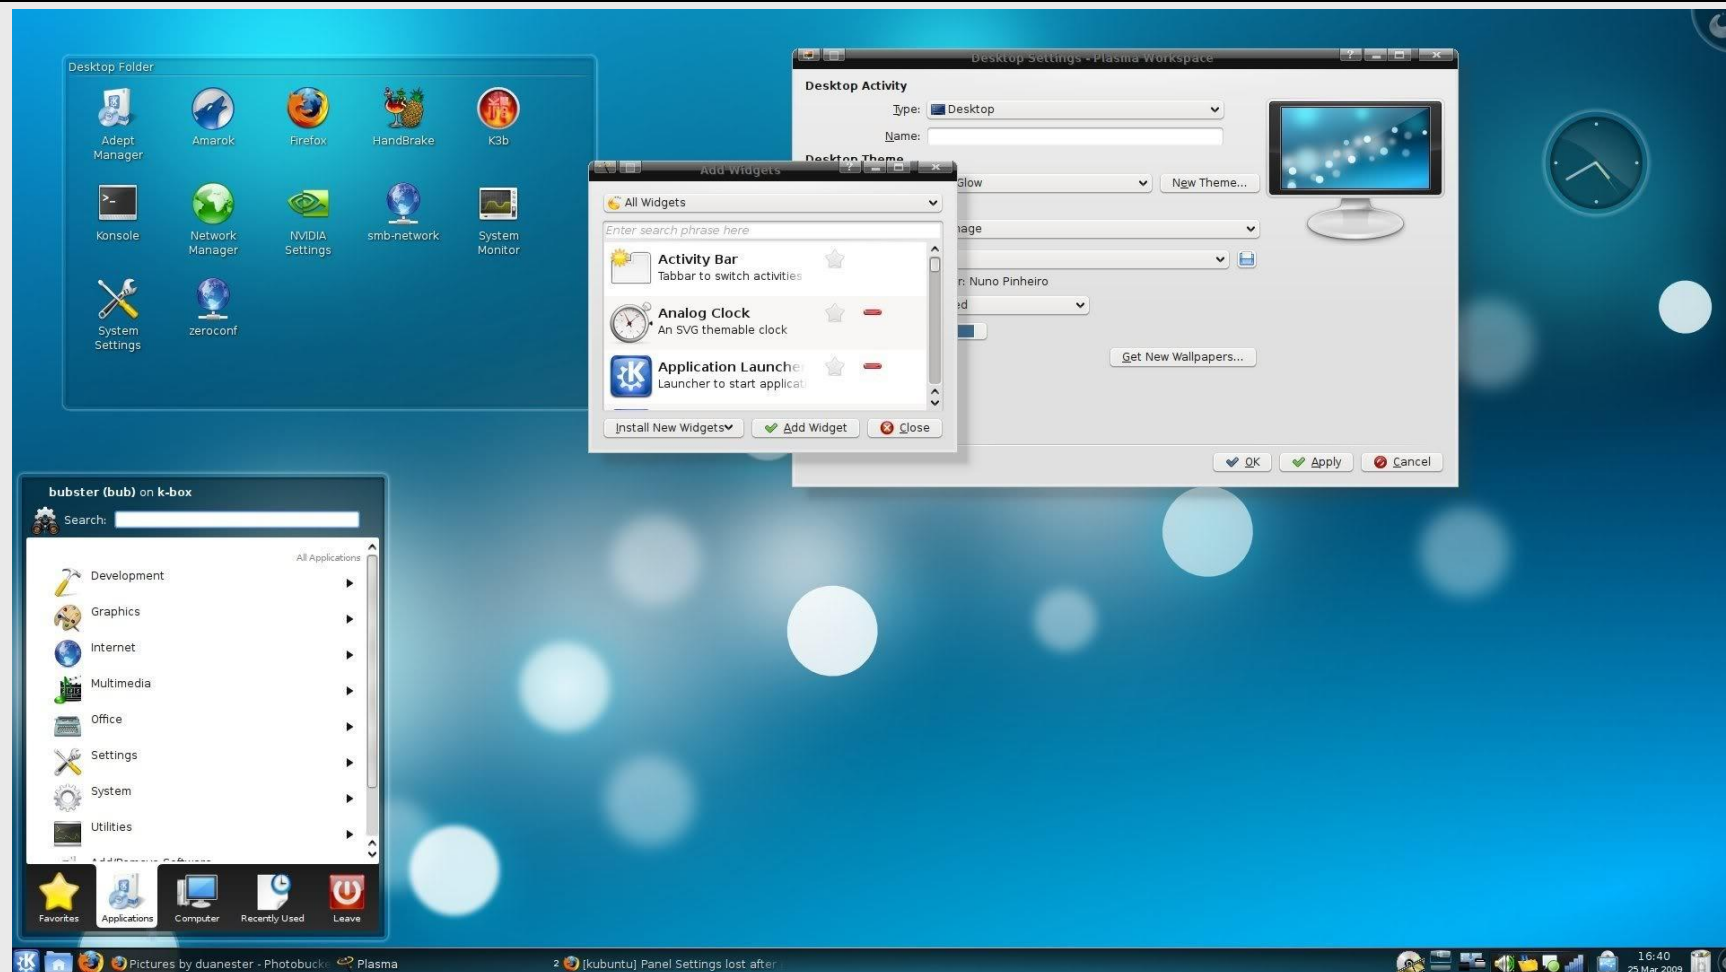 Desktop Folder
Adept
Manager
Amarok
Firefox
HandBrake
K3b
Konsole
Network
Manager
NVIDIA
Settings
smb-network
System
Monitor
System
Settings
zeroconf
Desktop Settings - Plasma Workspace
Desktop Activity
Type: Desktop
Name:
Desktop Theme
Glow
New Theme...
r: Nuno Pinheiro
Get New Wallpapers...
OK
Apply
Cancel
Add Widgets
All Widgets
Enter search phrase here
Activity Bar
Tabbar to switch activities
Analog Clock
An SVG themable clock
Application Launche
Launcher to start applicat
Install New Widgets
Add Widget
Close
bubster (bub) on k-box
Search:
All Applications
Development
Graphics
Internet
Multimedia
Office
Settings
System
Utilities
Add/Remove Software
Favorites
Applications
Computer
Recently Used
Leave
Pictures by duanester - Photobucke
Plasma
2 [kubuntu] Panel Settings lost after
16:40
25 Mar 2009